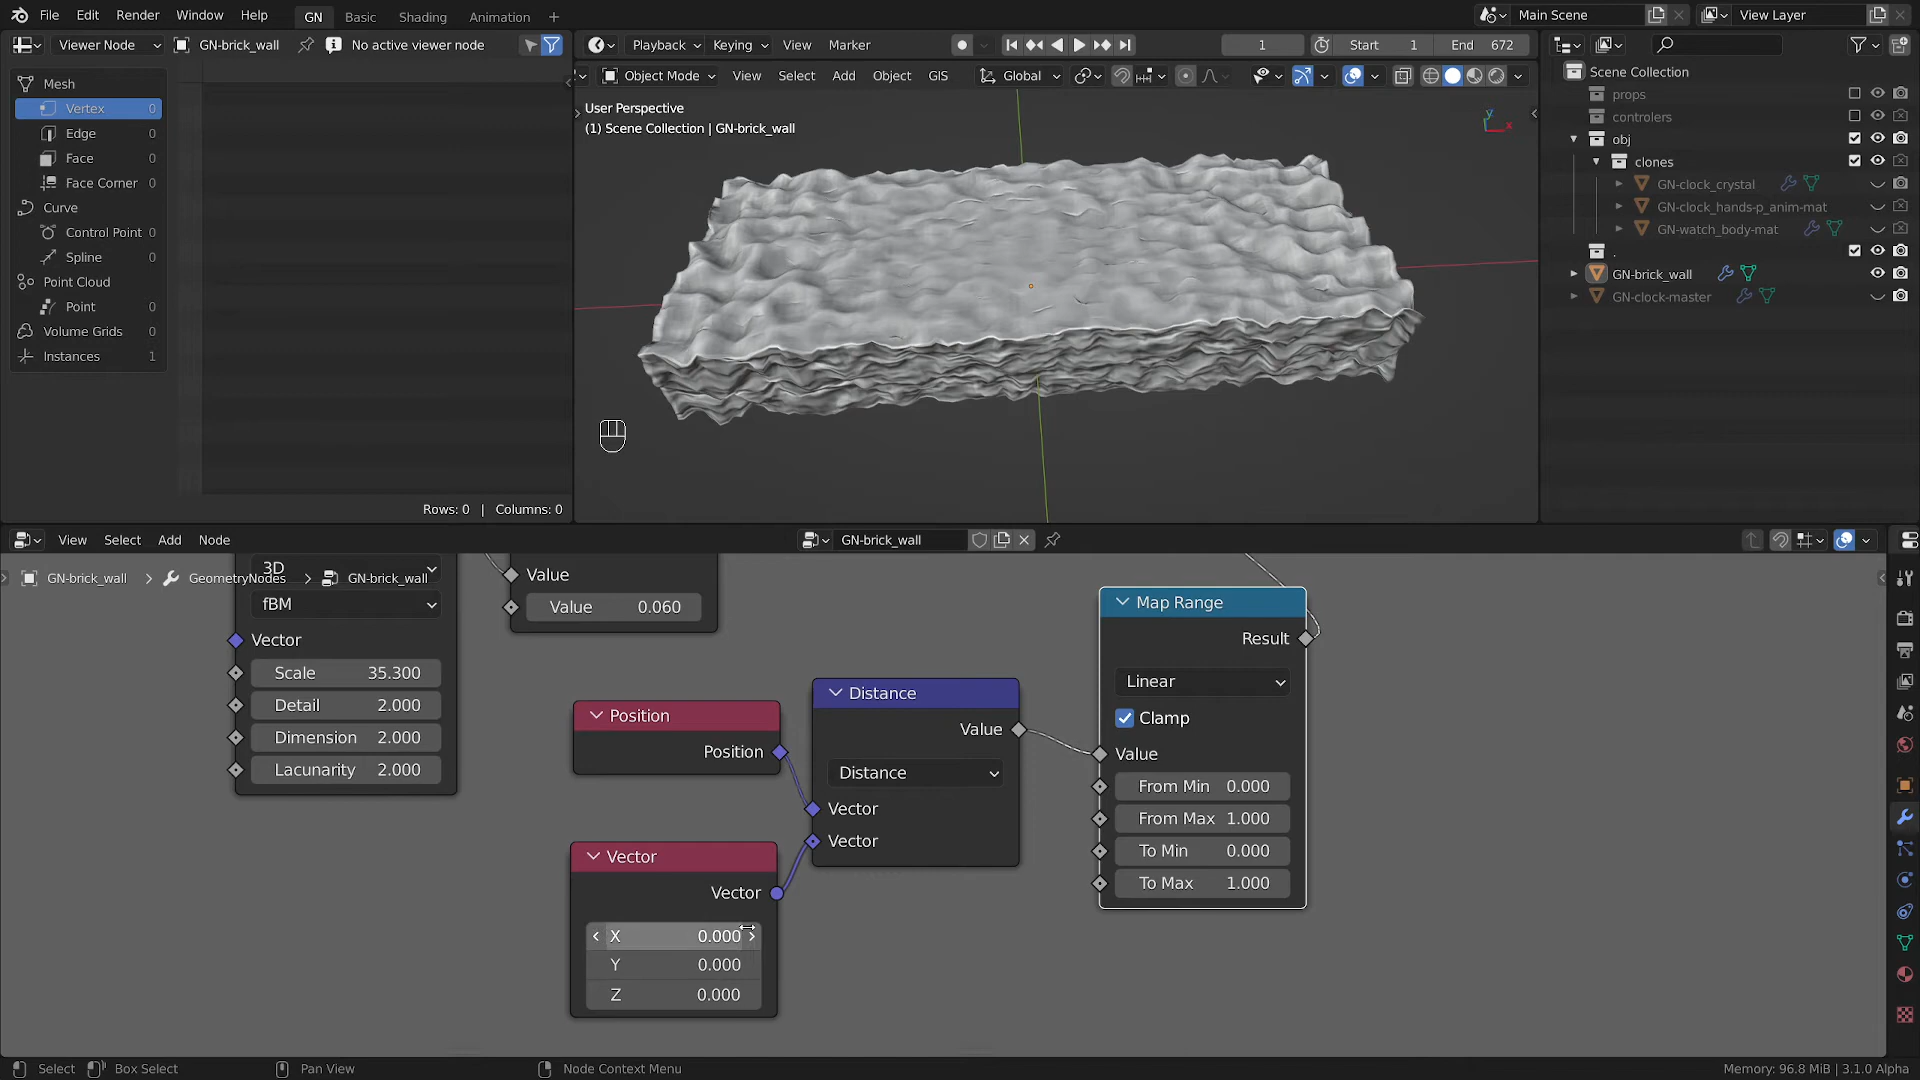 File Edit Render Window Help GN Basic Shading Animation + Main Scene View Layer
Viewer Node GN-brick_wall No active viewer node
Playback Keying View Marker 1 Start 1 End 672
Object Mode View Select Add Object GIS Global
Mesh
Vertex 0
Edge 0
Face 0
Face Corner 0
Curve
Control Point 0
Spline 0
Point Cloud
Point 0
Volume Grids 0
Instances 1
Rows: 0 | Columns: 0
User Perspective
(1) Scene Collection | GN-brick_wall
Y
X
Scene Collection
props
controlers
obj
clones
GN-clock_crystal
GN-clock_hands-p_anim-mat
GN-watch_body-mat
.
GN-brick_wall
GN-clock-master
View Select Add Node GN-brick_wall
GN-brick_wall > GeometryNodes > GN-brick_wall
3D
fBM
Vector
Scale 35.300
Detail 2.000
Dimension 2.000
Lacunarity 2.000
Value
Value 0.060
Position
Position
Vector
Vector
X 0.000
Y 0.000
Z 0.000
Distance
Value
Distance
Vector
Vector
Map Range
Result
Linear
Clamp
Value
From Min 0.000
From Max 1.000
To Min 0.000
To Max 1.000
Select Box Select Pan View Node Context Menu Memory: 96.8 MiB | 3.1.0 Alpha